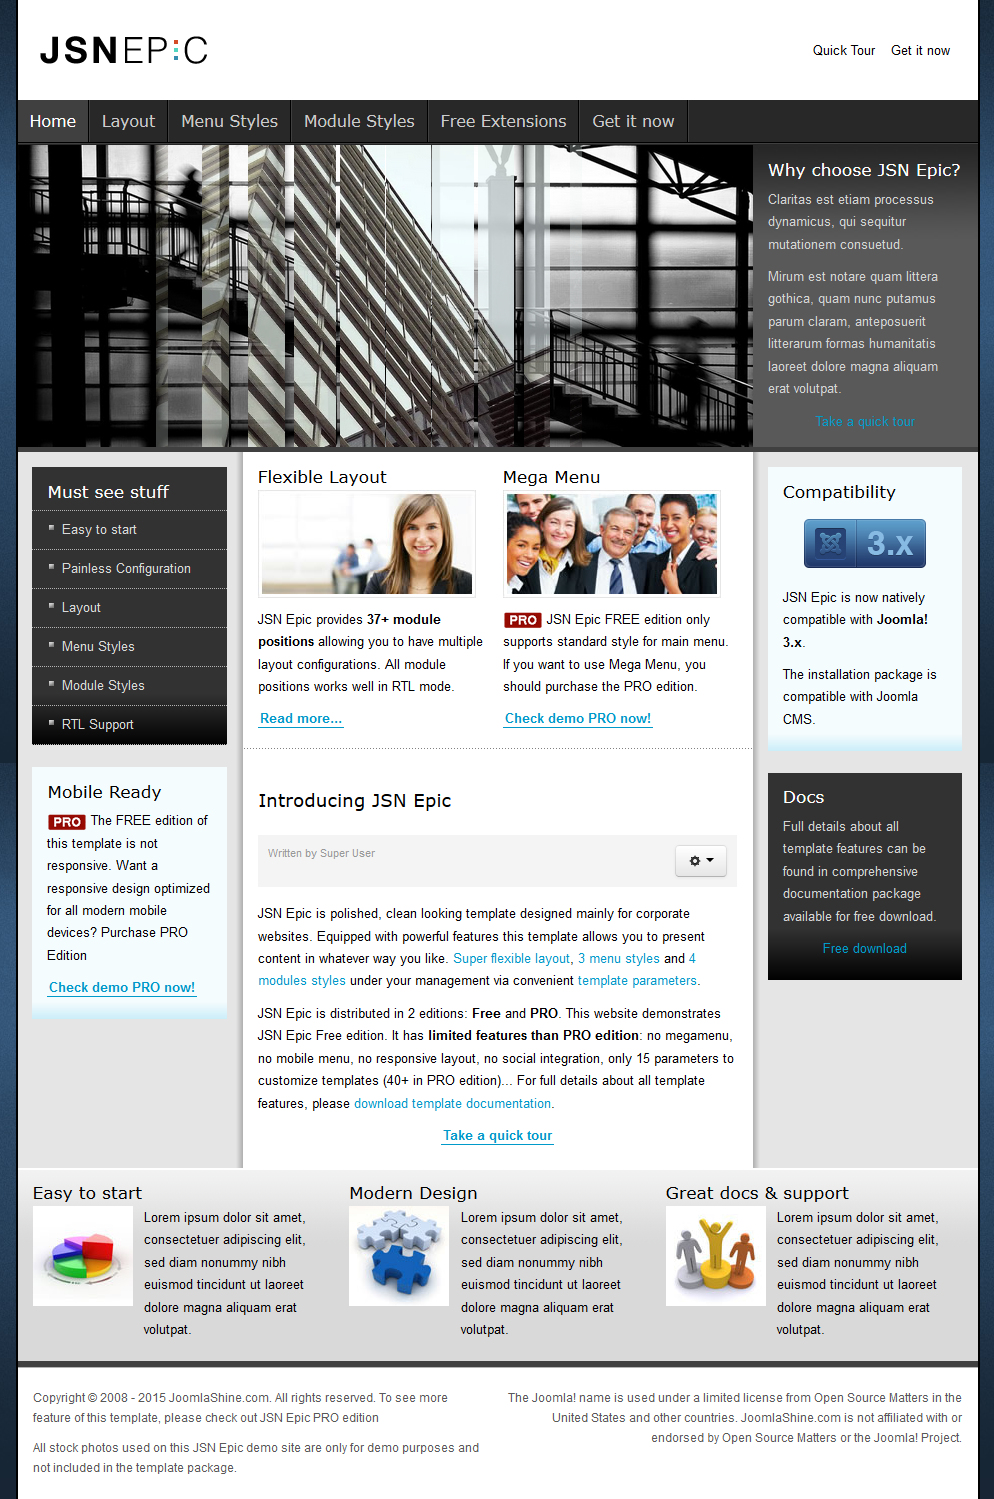 JSNEPiC
Quick Tour Get it now
Home Layout Menu Styles Module Styles Free Extensions Get it now
Why choose JSN Epic?
Claritas est etiam processus
dynamicus, qui sequitur
mutationem consuetud.
Mirum est notare quam littera
gothica, quam nunc putamus
parum claram, anteposuerit
litterarum formas humanitatis
laoreet dolore magna aliquam
erat volutpat.
Take a quick tour
Must see stuff
Easy to start
Painless Configuration
Layout
Menu Styles
Module Styles
RTL Support
Mobile Ready
PRO The FREE edition of
this template is not
responsive. Want a
responsive design optimized
for all modern mobile
devices? Purchase PRO
Edition
Check demo PRO now!
Flexible Layout
JSN Epic provides 37+ module
positions allowing you to have multiple
layout configurations. All module
positions works well in RTL mode.
Read more...
Mega Menu
PRO JSN Epic FREE edition only
supports standard style for main menu.
If you want to use Mega Menu, you
should purchase the PRO edition.
Check demo PRO now!
Introducing JSN Epic
Written by Super User
JSN Epic is polished, clean looking template designed mainly for corporate
websites. Equipped with powerful features this template allows you to present
content in whatever way you like. Super flexible layout, 3 menu styles and 4
modules styles under your management via convenient template parameters.
JSN Epic is distributed in 2 editions: Free and PRO. This website demonstrates
JSN Epic Free edition. It has limited features than PRO edition: no megamenu,
no mobile menu, no responsive layout, no social integration, only 15 parameters to
customize templates (40+ in PRO edition)... For full details about all template
features, please download template documentation.
Take a quick tour
Compatibility
3.x
JSN Epic is now natively
compatible with Joomla!
3.x.
The installation package is
compatible with Joomla
CMS.
Docs
Full details about all
template features can be
found in comprehensive
documentation package
available for free download.
Free download
Easy to start
Lorem ipsum dolor sit amet,
consectetuer adipiscing elit,
sed diam nonummy nibh
euismod tincidunt ut laoreet
dolore magna aliquam erat
volutpat.
Modern Design
Lorem ipsum dolor sit amet,
consectetuer adipiscing elit,
sed diam nonummy nibh
euismod tincidunt ut laoreet
dolore magna aliquam erat
volutpat.
Great docs & support
Lorem ipsum dolor sit amet,
consectetuer adipiscing elit,
sed diam nonummy nibh
euismod tincidunt ut laoreet
dolore magna aliquam erat
volutpat.
Copyright © 2008 - 2015 JoomlaShine.com. All rights reserved. To see more
feature of this template, please check out JSN Epic PRO edition
All stock photos used on this JSN Epic demo site are only for demo purposes and
not included in the template package.
The Joomla! name is used under a limited license from Open Source Matters in the
United States and other countries. JoomlaShine.com is not affiliated with or
endorsed by Open Source Matters or the Joomla! Project.